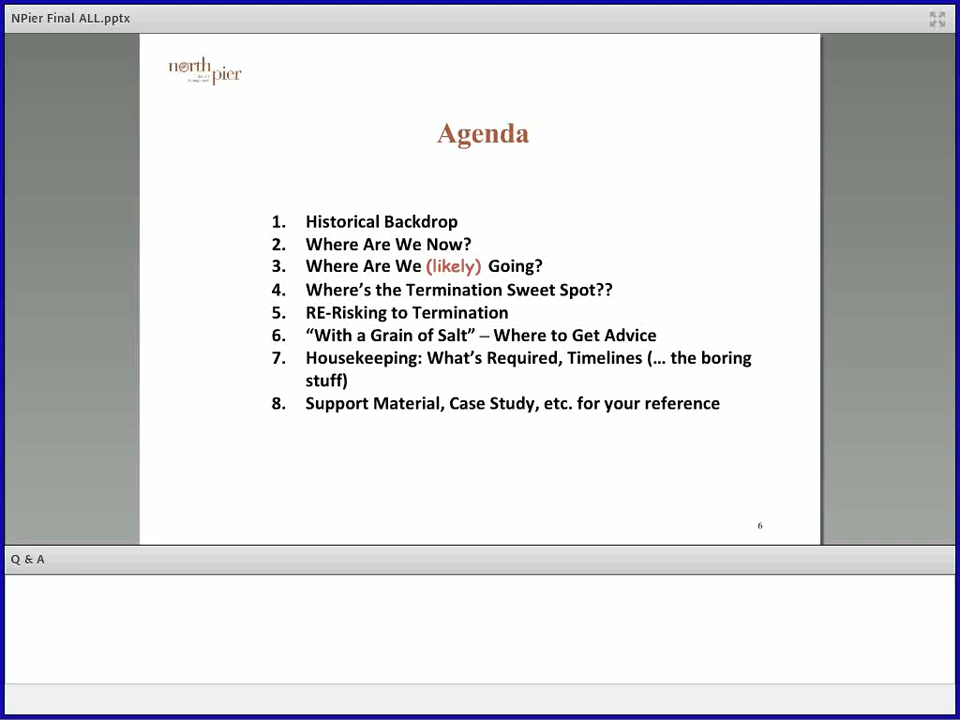 NPier Final ALL.pptx
north
pier
Agenda
1. Historical Backdrop
2. Where Are We Now?
3. Where Are We (likely) Going?
4. Where’s the Termination Sweet Spot??
5. RE-Risking to Termination
6. “With a Grain of Salt” – Where to Get Advice
7. Housekeeping: What’s Required, Timelines (… the boring
stuff)
8. Support Material, Case Study, etc. for your reference
6
Q & A